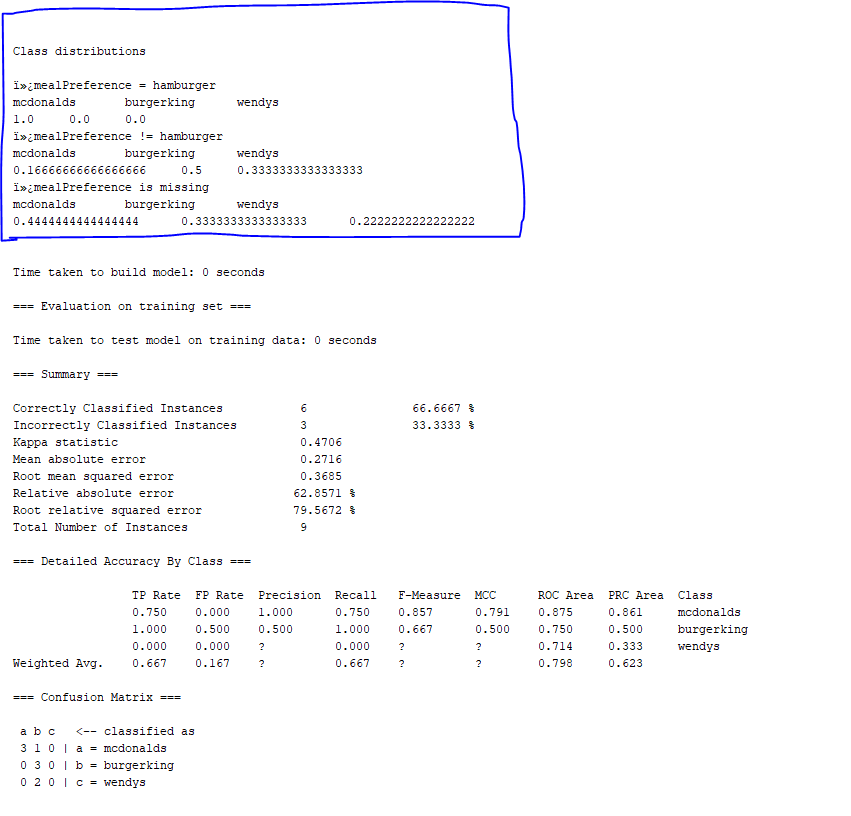 Class distributions
ï»¿mealPreference = hamburger
mcdonalds burgerking wendys
1.0 0.0 0.0
ï»¿mealPreference != hamburger
mcdonalds burgerking wendys
0.16666666666666666 0.5 0.3333333333333333
ï»¿mealPreference is missing
mcdonalds burgerking wendys
0.4444444444444444 0.3333333333333333 0.2222222222222222
Time taken to build model: 0 seconds
=== Evaluation on training set ===
Time taken to test model on training data: 0 seconds
=== Summary ===
Correctly Classified Instances 6 66.6667 %
Incorrectly Classified Instances 3 33.3333 %
Kappa statistic 0.4706
Mean absolute error 0.2716
Root mean squared error 0.3685
Relative absolute error 62.8571 %
Root relative squared error 79.5672 %
Total Number of Instances 9
=== Detailed Accuracy By Class ===
TP Rate FP Rate Precision Recall F-Measure MCC ROC Area PRC Area Class
0.750 0.000 1.000 0.750 0.857 0.791 0.875 0.861 mcdonalds
1.000 0.500 0.500 1.000 0.667 0.500 0.750 0.500 burgerking
0.000 0.000 ? 0.000 ? ? 0.714 0.333 wendys
Weighted Avg. 0.667 0.167 ? 0.667 ? ? 0.798 0.623
=== Confusion Matrix ===
a b c <-- classified as
3 1 0 | a = mcdonalds
0 3 0 | b = burgerking
0 2 0 | c = wendys